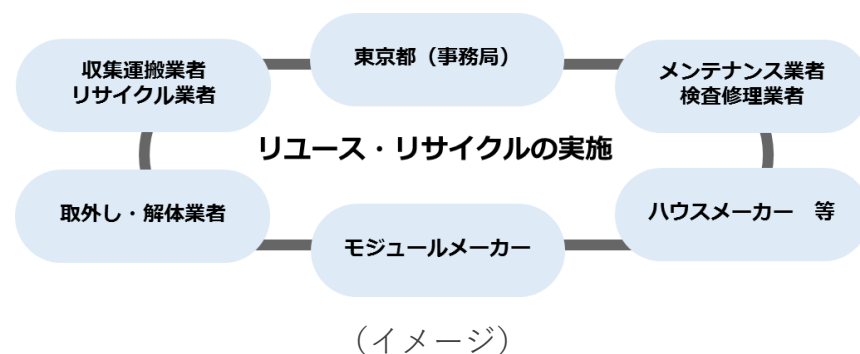 東京都（事務局）
収集運搬業者
リサイクル業者
メンテナンス業者
検査修理業者
リユース・リサイクルの実施
取外し・解体業者
ハウスメーカー　等
モジュールメーカー
（イメージ）